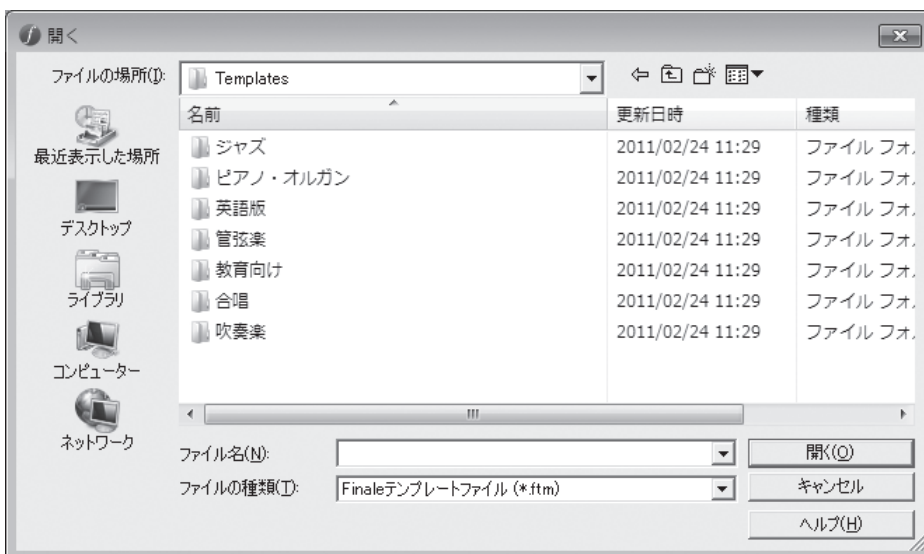 開く
ファイルの場所(I): Templates
名前 更新日時 種類
ジャズ 2011/02/24 11:29 ファイル フォ
ピアノ・オルガン 2011/02/24 11:29 ファイル フォ
英語版 2011/02/24 11:29 ファイル フォ
管弦楽 2011/02/24 11:29 ファイル フォ
教育向け 2011/02/24 11:29 ファイル フォ
合唱 2011/02/24 11:29 ファイル フォ
吹奏楽 2011/02/24 11:29 ファイル フォ
最近表示した場所
デスクトップ
ライブラリ
コンピューター
ネットワーク
ファイル名(N): 開く(O)
ファイルの種類(T): Finaleテンプレートファイル (*.ftm) キャンセル
ヘルプ(H)